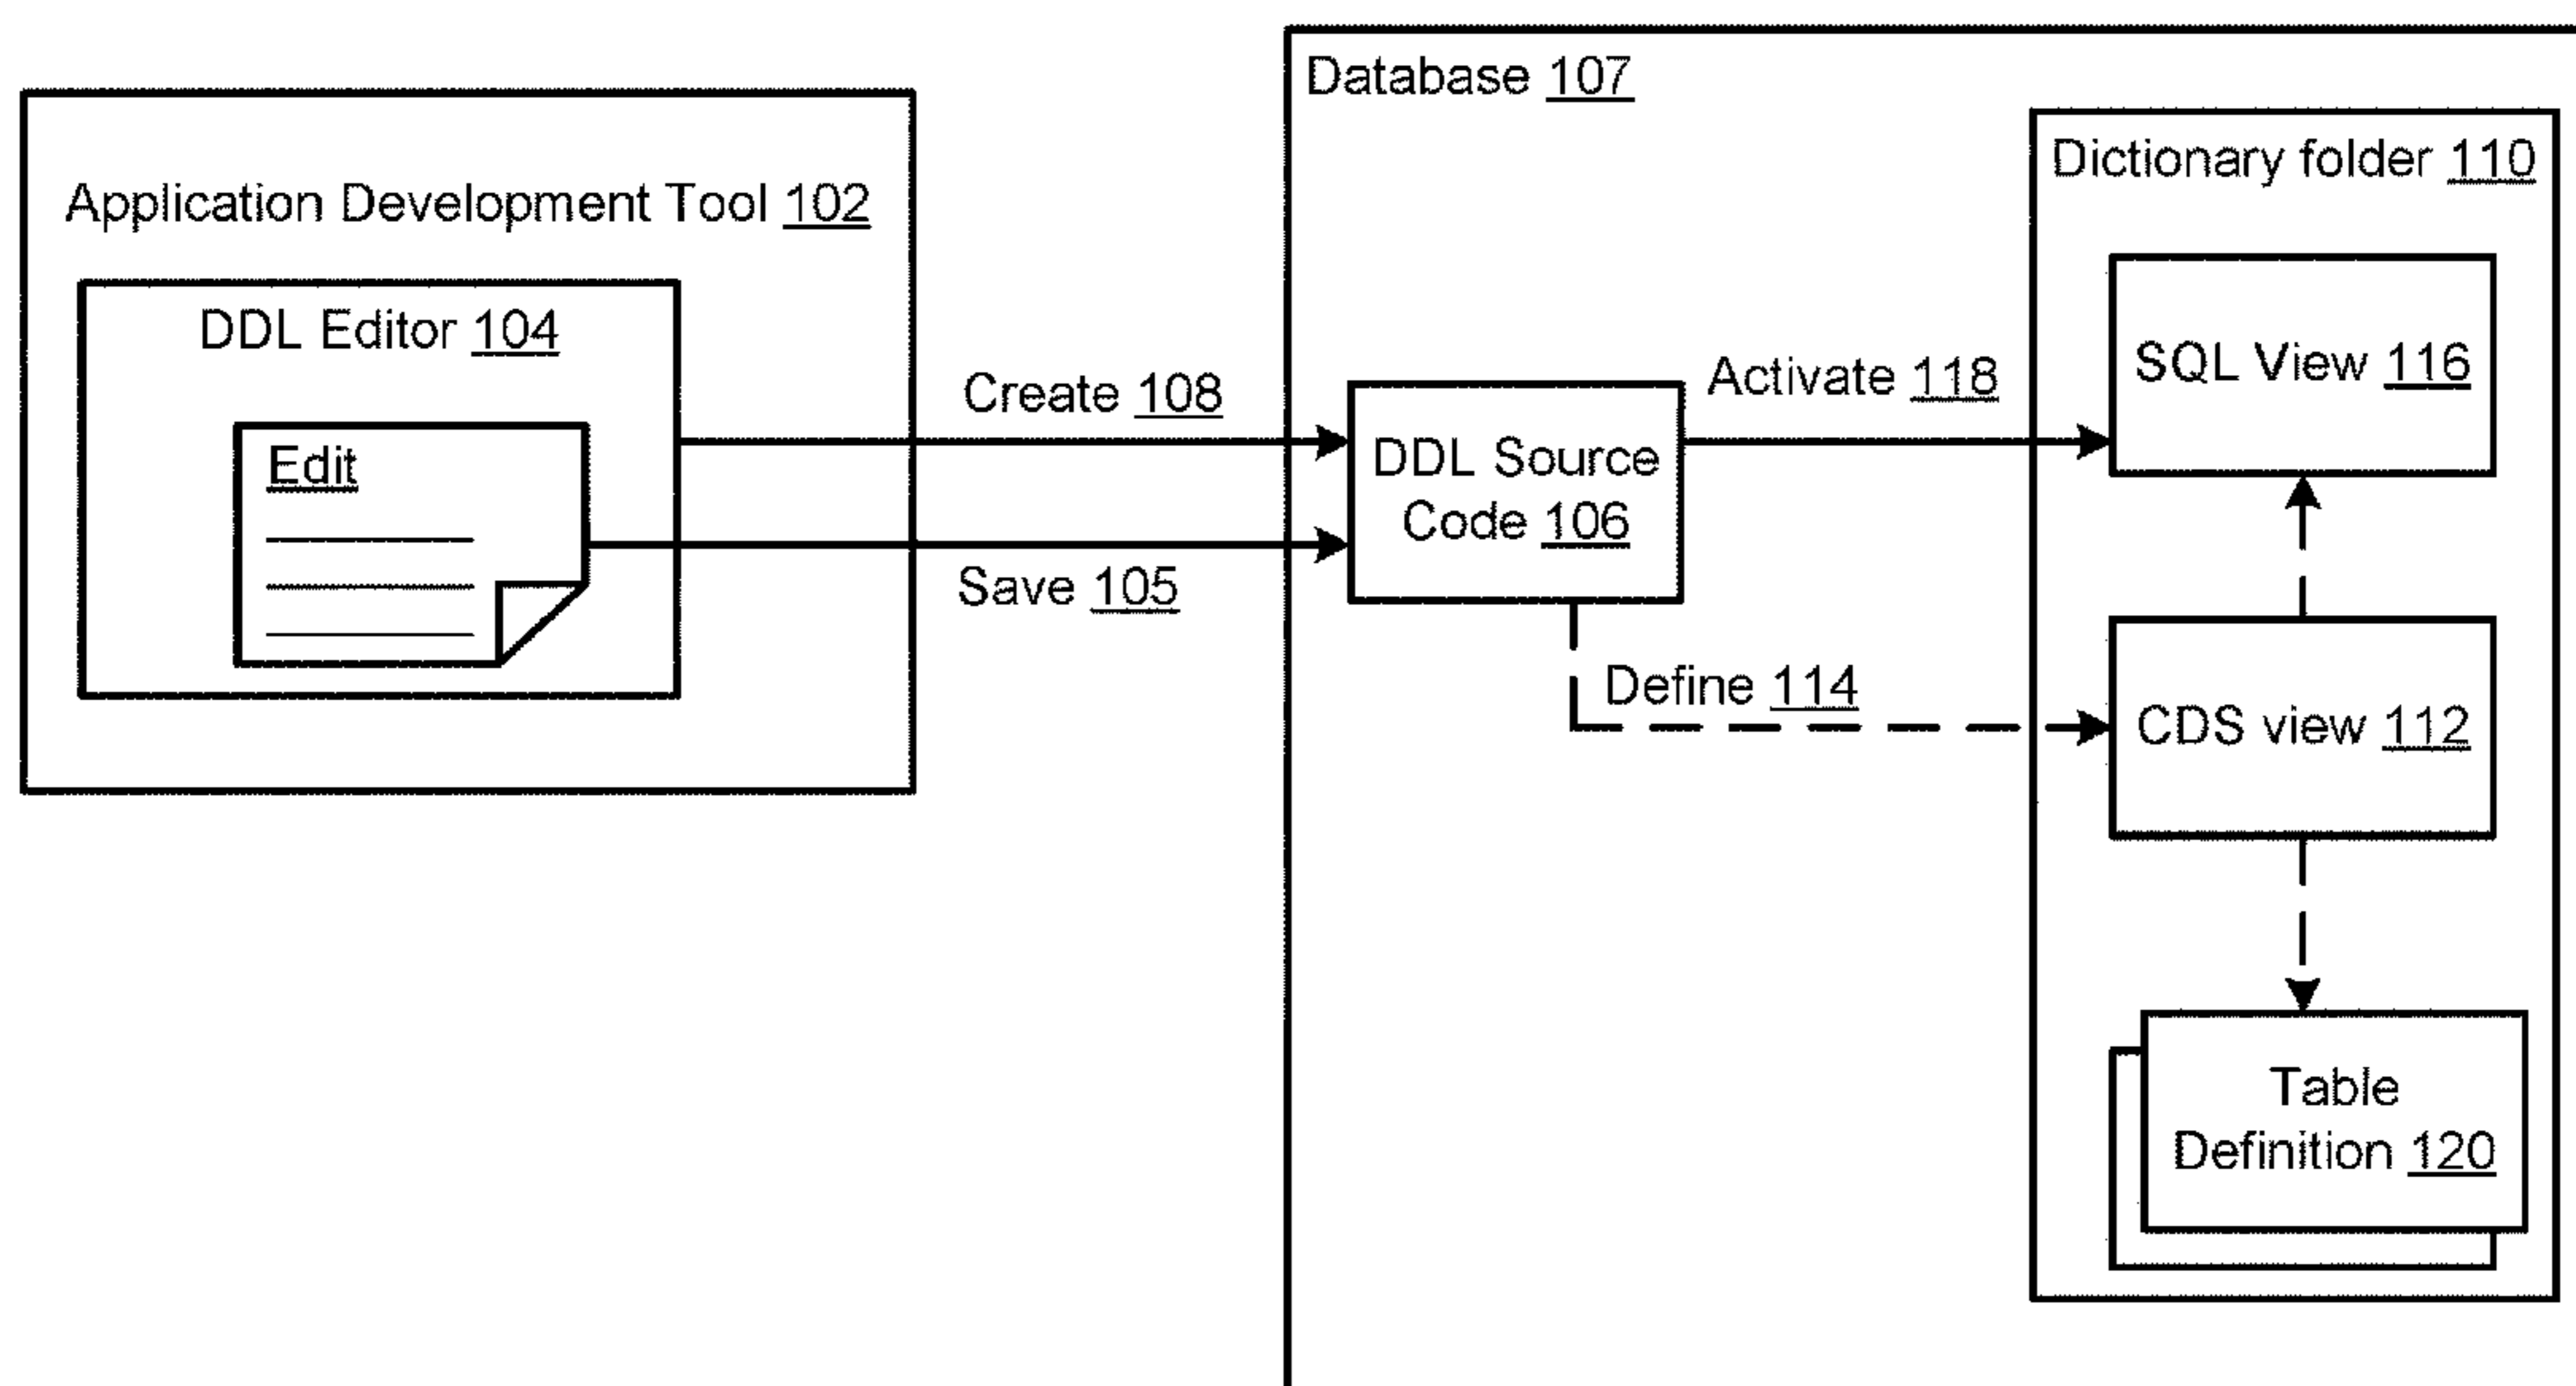 Database 107
Application Development Tool 102
DDL Editor 104
Edit
Create 108
Save 105
DDL Source
Code 106
Activate 118
Define 114
Dictionary folder 110
SQL View 116
CDS view 112
Table
Definition 120